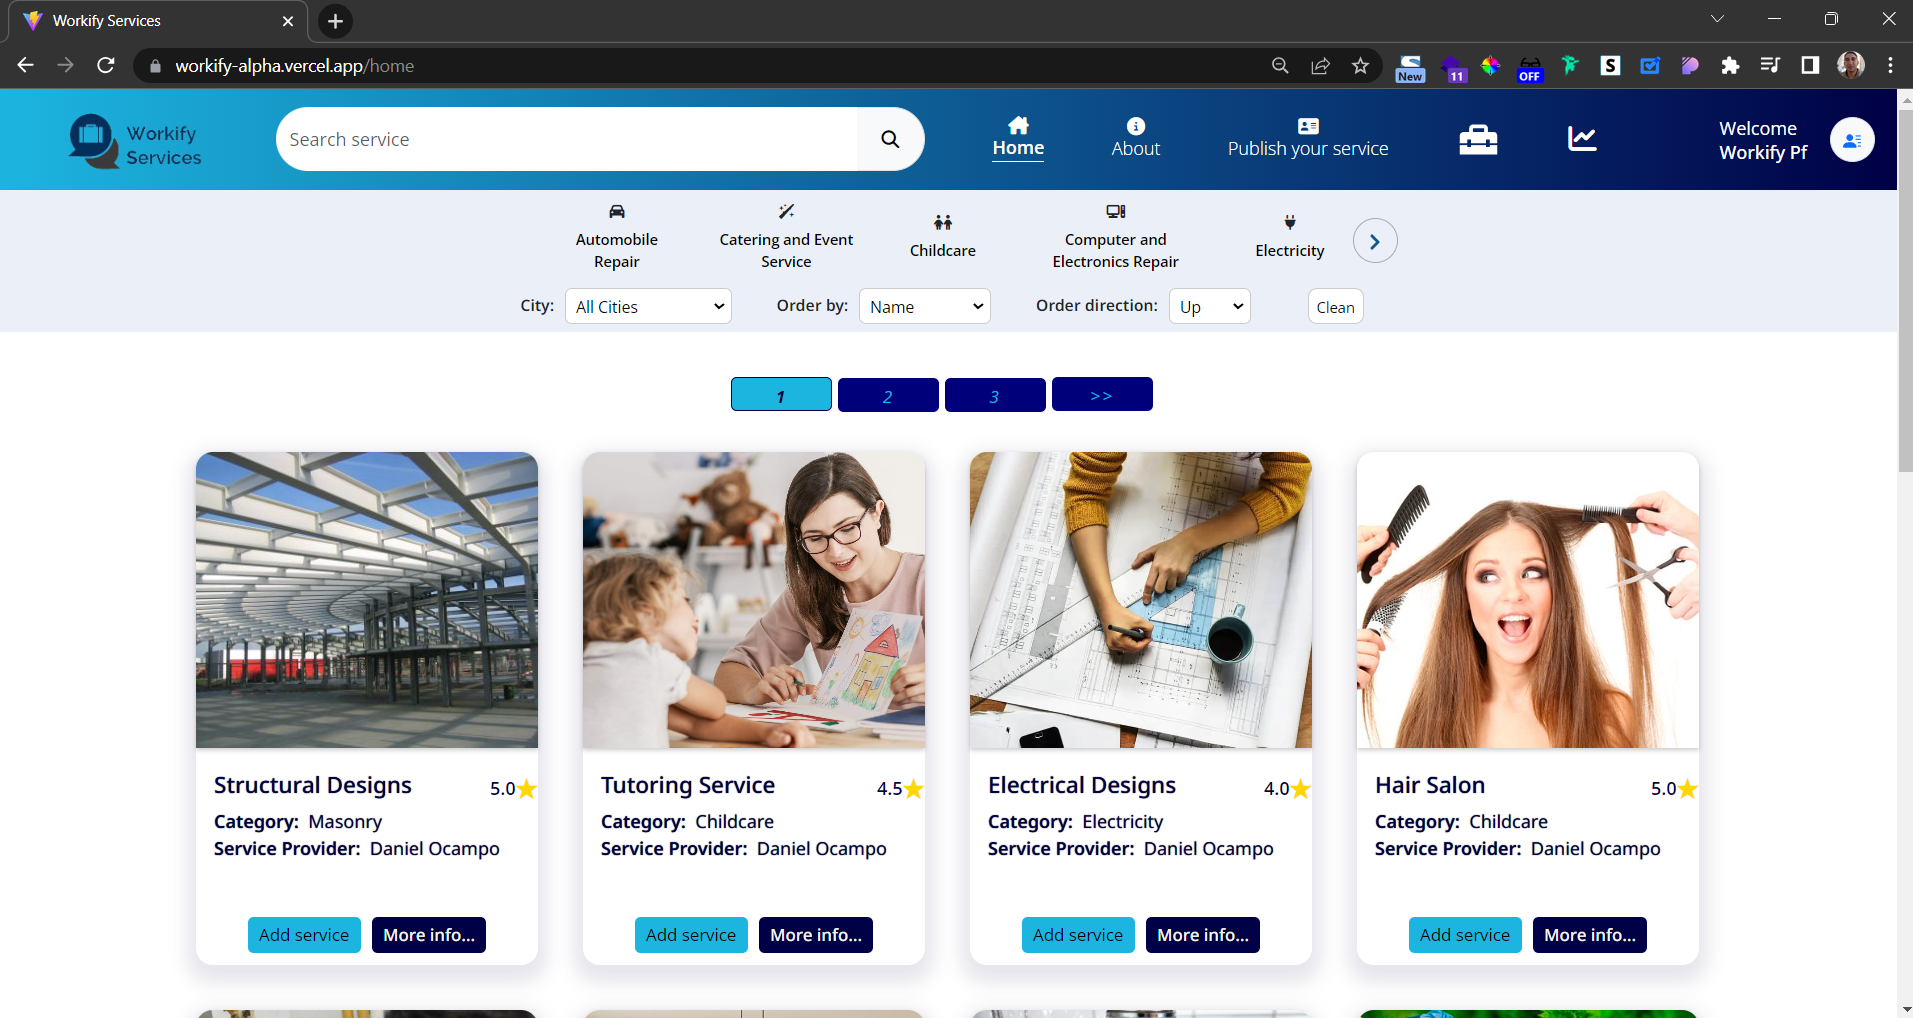 Workify Services
workify-alpha.vercel.app/home
New
11
OFF
S
Workify
Services
Search service
Home
About
Publish your service
Welcome
Workify Pf
Automobile
Repair
Catering and Event
Service
Childcare
Computer and
Electronics Repair
Electricity
City: All Cities Order by: Name Order direction: Up Clean
1 2 3 >>
Structural Designs 5.0
Category: Masonry
Service Provider: Daniel Ocampo
Add service More info...
Tutoring Service 4.5
Category: Childcare
Service Provider: Daniel Ocampo
Add service More info...
Electrical Designs 4.0
Category: Electricity
Service Provider: Daniel Ocampo
Add service More info...
Hair Salon 5.0
Category: Childcare
Service Provider: Daniel Ocampo
Add service More info...